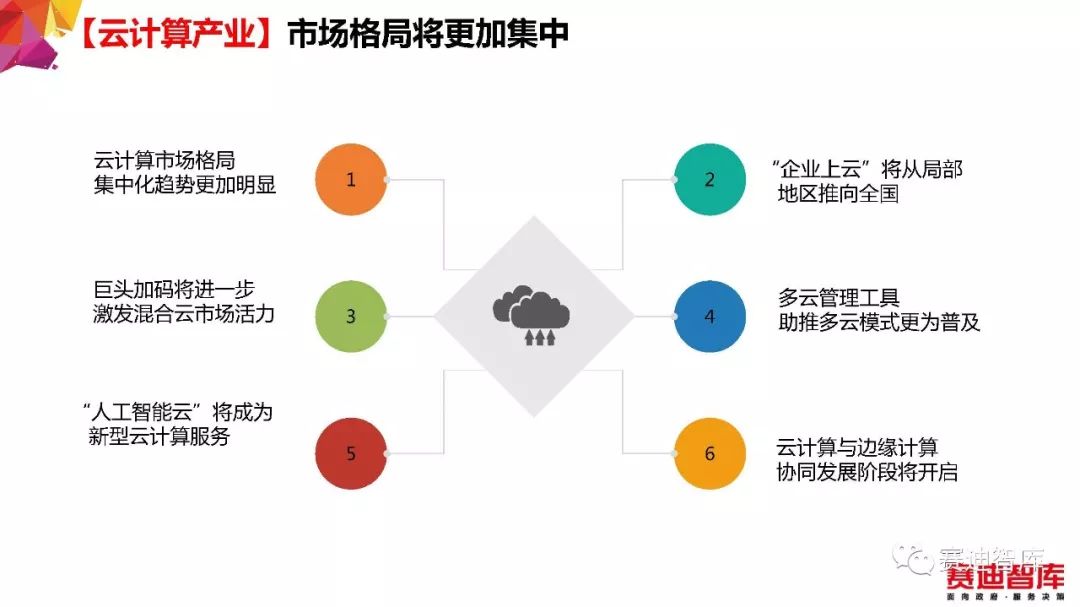 【云计算产业】市场格局将更加集中
云计算市场格局
集中化趋势更加明显
1
2
“企业上云”将从局部
地区推向全国
巨头加码将进一步
激发混合云市场活力
3
4
多云管理工具
助推多云模式更为普及
“人工智能云”将成为
新型云计算服务
5
6
云计算与边缘计算
协同发展阶段将开启
赛迪智库
赛迪智库
面向政府·服务决策